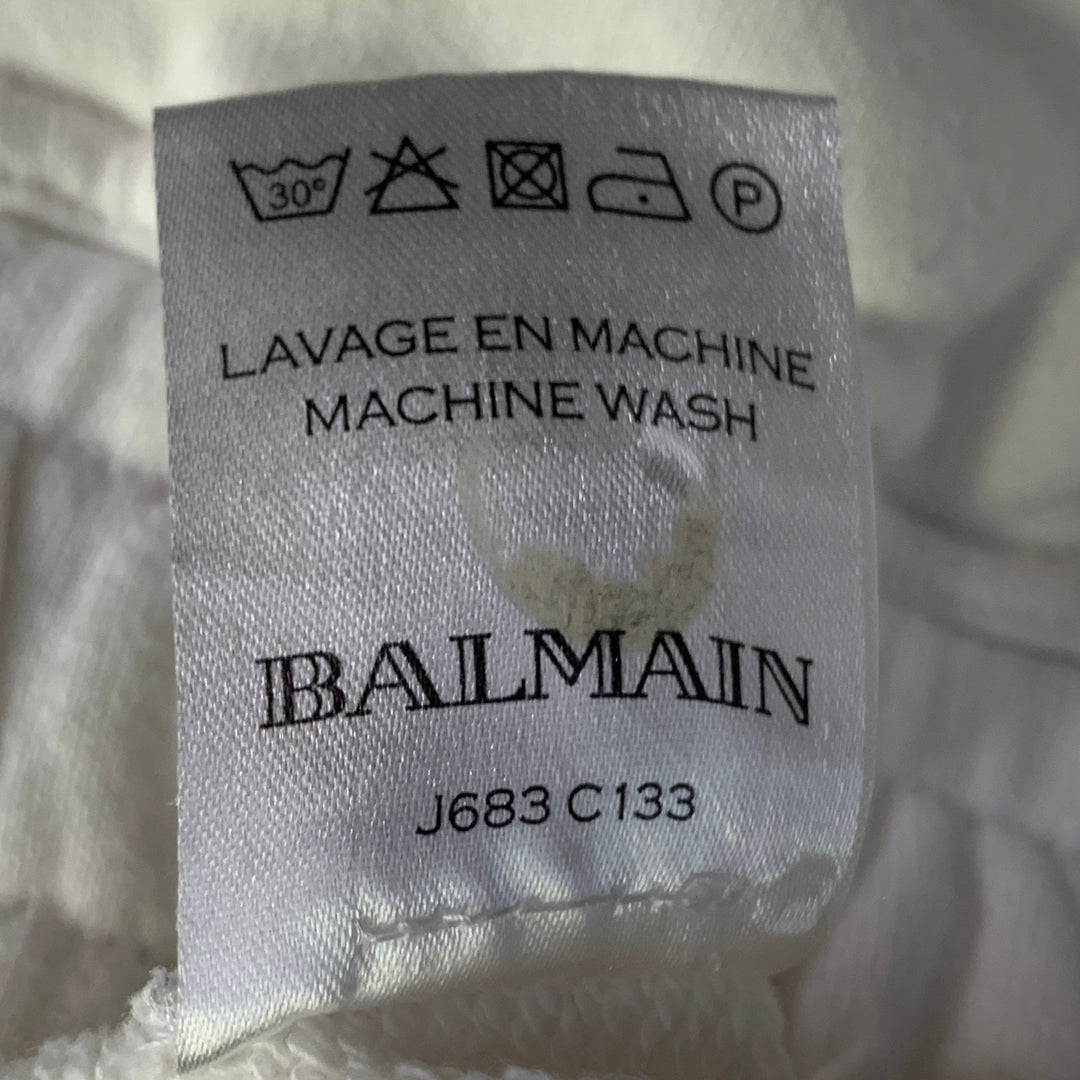 30°
P
LAVAGE EN MACHINE
MACHINE WASH
BALMAIN
J683 C133